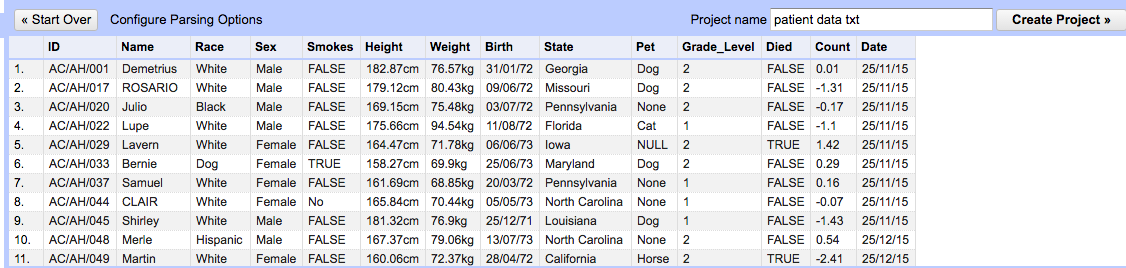 « Start Over Configure Parsing Options Project name patient data txt Create Project »
ID Name Race Sex Smokes Height Weight Birth State Pet Grade_Level Died Count Date
1. AC/AH/001 Demetrius White Male FALSE 182.87cm 76.57kg 31/01/72 Georgia Dog 2 FALSE 0.01 25/11/15
2. AC/AH/017 ROSARIO White Male FALSE 179.12cm 80.43kg 09/06/72 Missouri Dog 2 FALSE -1.31 25/11/15
3. AC/AH/020 Julio Black Male FALSE 169.15cm 75.48kg 03/07/72 Pennsylvania None 2 FALSE -0.17 25/11/15
4. AC/AH/022 Lupe White Male FALSE 175.66cm 94.54kg 11/08/72 Florida Cat 1 FALSE -1.1 25/11/15
5. AC/AH/029 Lavern White Female FALSE 164.47cm 71.78kg 06/06/73 Iowa NULL 2 TRUE 1.42 25/11/15
6. AC/AH/033 Bernie Dog Female TRUE 158.27cm 69.9kg 25/06/73 Maryland Dog 2 FALSE 0.29 25/11/15
7. AC/AH/037 Samuel White Female FALSE 161.69cm 68.85kg 20/03/72 Pennsylvania None 1 FALSE 0.16 25/11/15
8. AC/AH/044 CLAIR White Female No 165.84cm 70.44kg 05/05/73 North Carolina None 1 FALSE -0.07 25/11/15
9. AC/AH/045 Shirley White Male FALSE 181.32cm 76.9kg 25/12/71 Louisiana Dog 1 FALSE -1.43 25/11/15
10. AC/AH/048 Merle Hispanic Male FALSE 167.37cm 79.06kg 13/07/73 North Carolina None 2 FALSE 0.54 25/12/15
11. AC/AH/049 Martin White Female FALSE 160.06cm 72.37kg 28/04/72 California Horse 2 TRUE -2.41 25/12/15